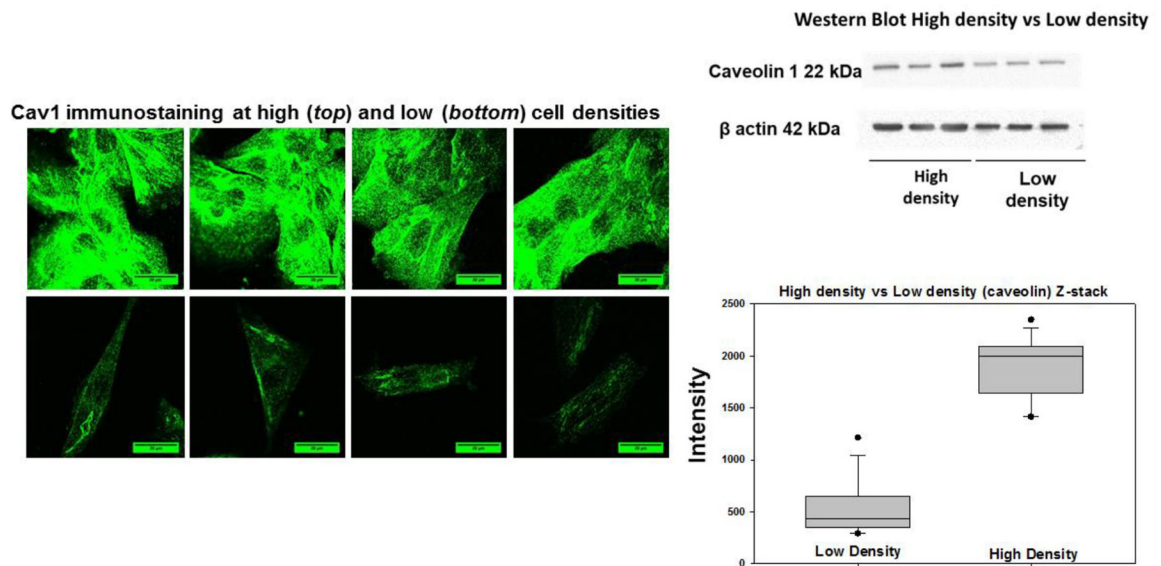 Western Blot High density vs Low density
Caveolin 1 22 kDa
β actin 42 kDa
High
density
Low
density
Cav1 immunostaining at high (top) and low (bottom) cell densities
High density vs Low density (caveolin) Z-stack
Intensity
2500
2000
1500
1000
500
0
Low Density
High Density